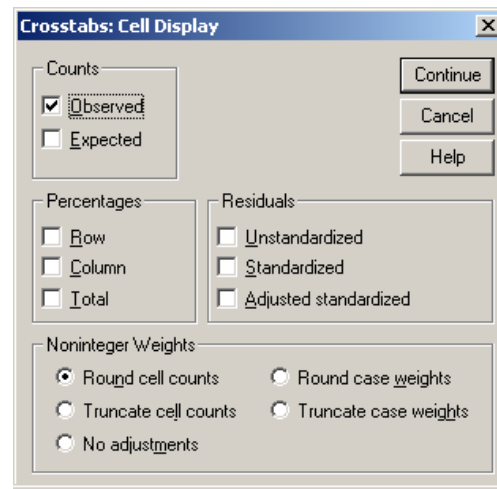 Crosstabs: Cell Display
Counts
Observed
Expected
Continue
Cancel
Help
Percentages
Row
Column
Total
Residuals
Unstandardized
Standardized
Adjusted standardized
Noninteger Weights
Round cell counts
Round case weights
Truncate cell counts
Truncate case weights
No adjustments